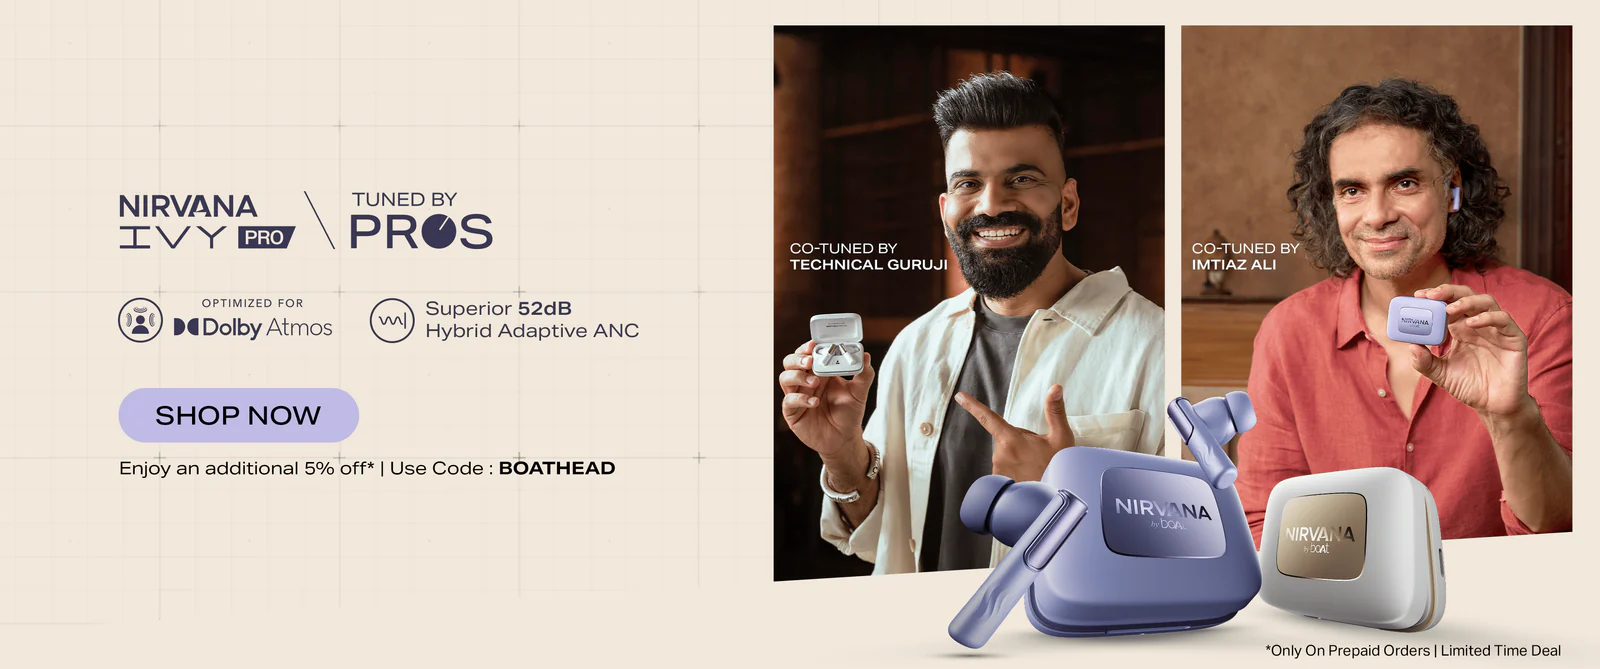 NIRVANA
IVY PRO
TUNED BY
PROS
OPTIMIZED FOR
Dolby Atmos
Superior 52dB
Hybrid Adaptive ANC
SHOP NOW
Enjoy an additional 5% off* | Use Code : BOATHEAD
CO-TUNED BY
TECHNICAL GURUJI
CO-TUNED BY
IMTIAZ ALI
NIRVANA
NIRVANA
by boAt
NIRVANA
by boAt
*Only On Prepaid Orders | Limited Time Deal